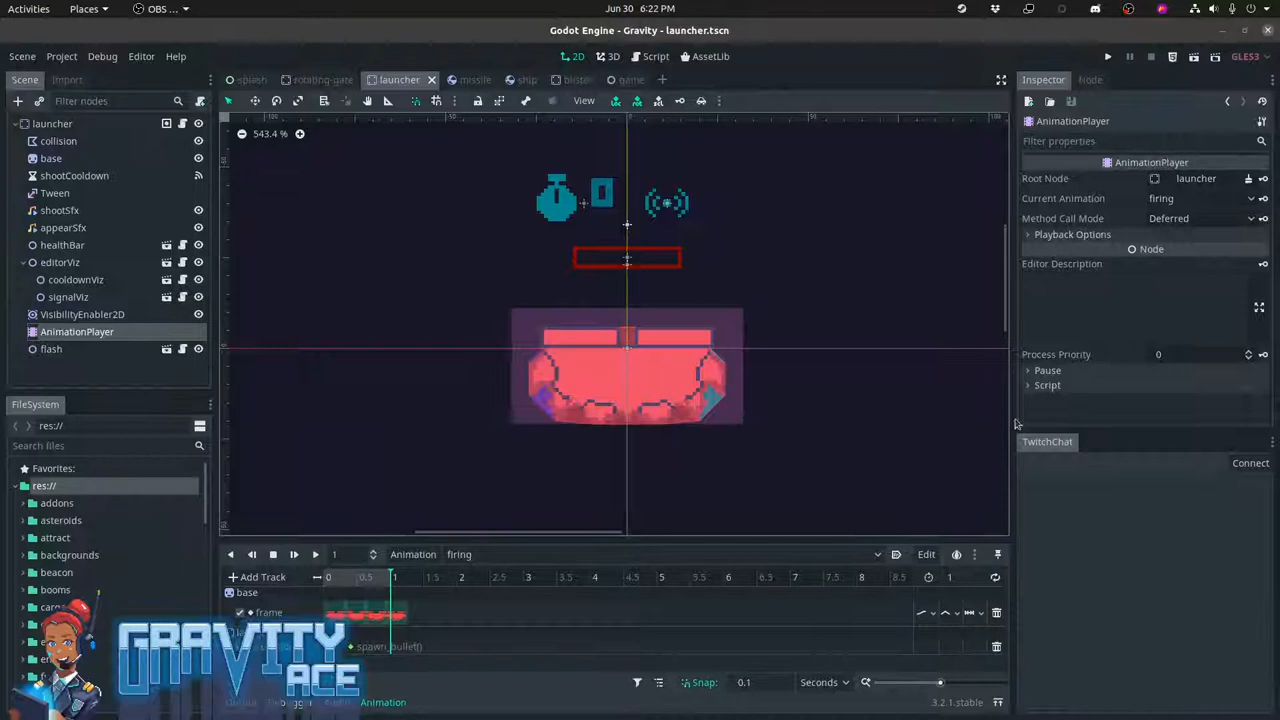 Activities Places OBS ... Jun 30 6:22 PM
Godot Engine - Gravity - launcher.tscn
Scene Project Debug Editor Help 2D 3D Script AssetLib GLES3
Scene Import splash rotating-gate launcher missile ship game Inspector Node
Filter nodes View
launcher
collision
base
shootCooldown
Tween
shootSfx
appearSfx
healthBar
editorViz
cooldownViz
signalViz
VisibilityEnabler2D
AnimationPlayer
flash
543.4 %
AnimationPlayer
Filter properties
AnimationPlayer
Root Node launcher
Current Animation firing
Method Call Mode Deferred
Playback Options
Node
Editor Description
Process Priority 0
Pause
Script
TwitchChat
Connect
FileSystem
res://
Search files
Favorites:
res://
addons
asteroids
attract
backgrounds
beacon
booms
1 Animation firing Edit
Add Track 0 0.5 1 1.5 2 2.5 3 3.5 4 4.5 5 5.5 6 6.5 7 7.5 8 8.5 1
base
frame
spawn_bullet()
GRAVITY
ACE
Snap: 0.1 Seconds
Animation 3.2.1.stable